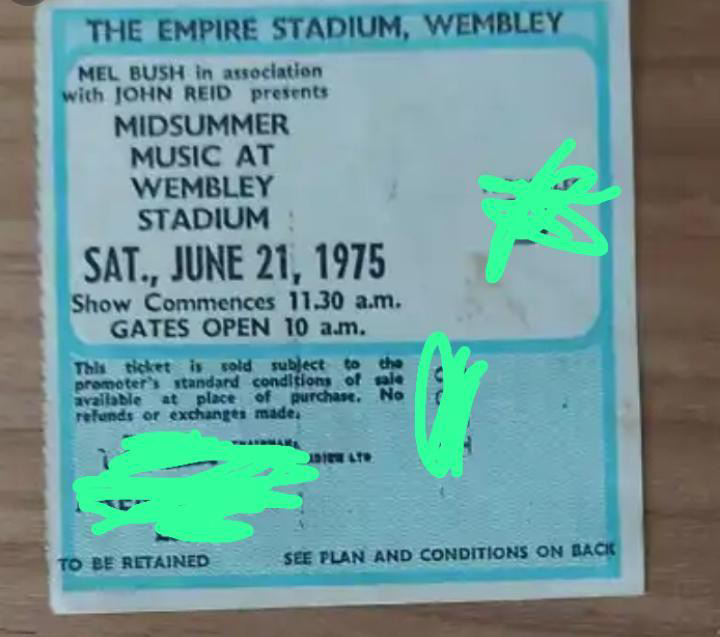 THE EMPIRE STADIUM, WEMBLEY
MEL BUSH in association
with JOHN REID presents
MIDSUMMER
MUSIC AT
WEMBLEY
STADIUM
SAT., JUNE 21, 1975
Show Commences 11.30 a.m.
GATES OPEN 10 a.m.
This ticket is sold subject to the
promoter's standard conditions of sale
available at place of purchase. No
refunds or exchanges made.
LTD
TO BE RETAINED
SEE PLAN AND CONDITIONS ON BACK